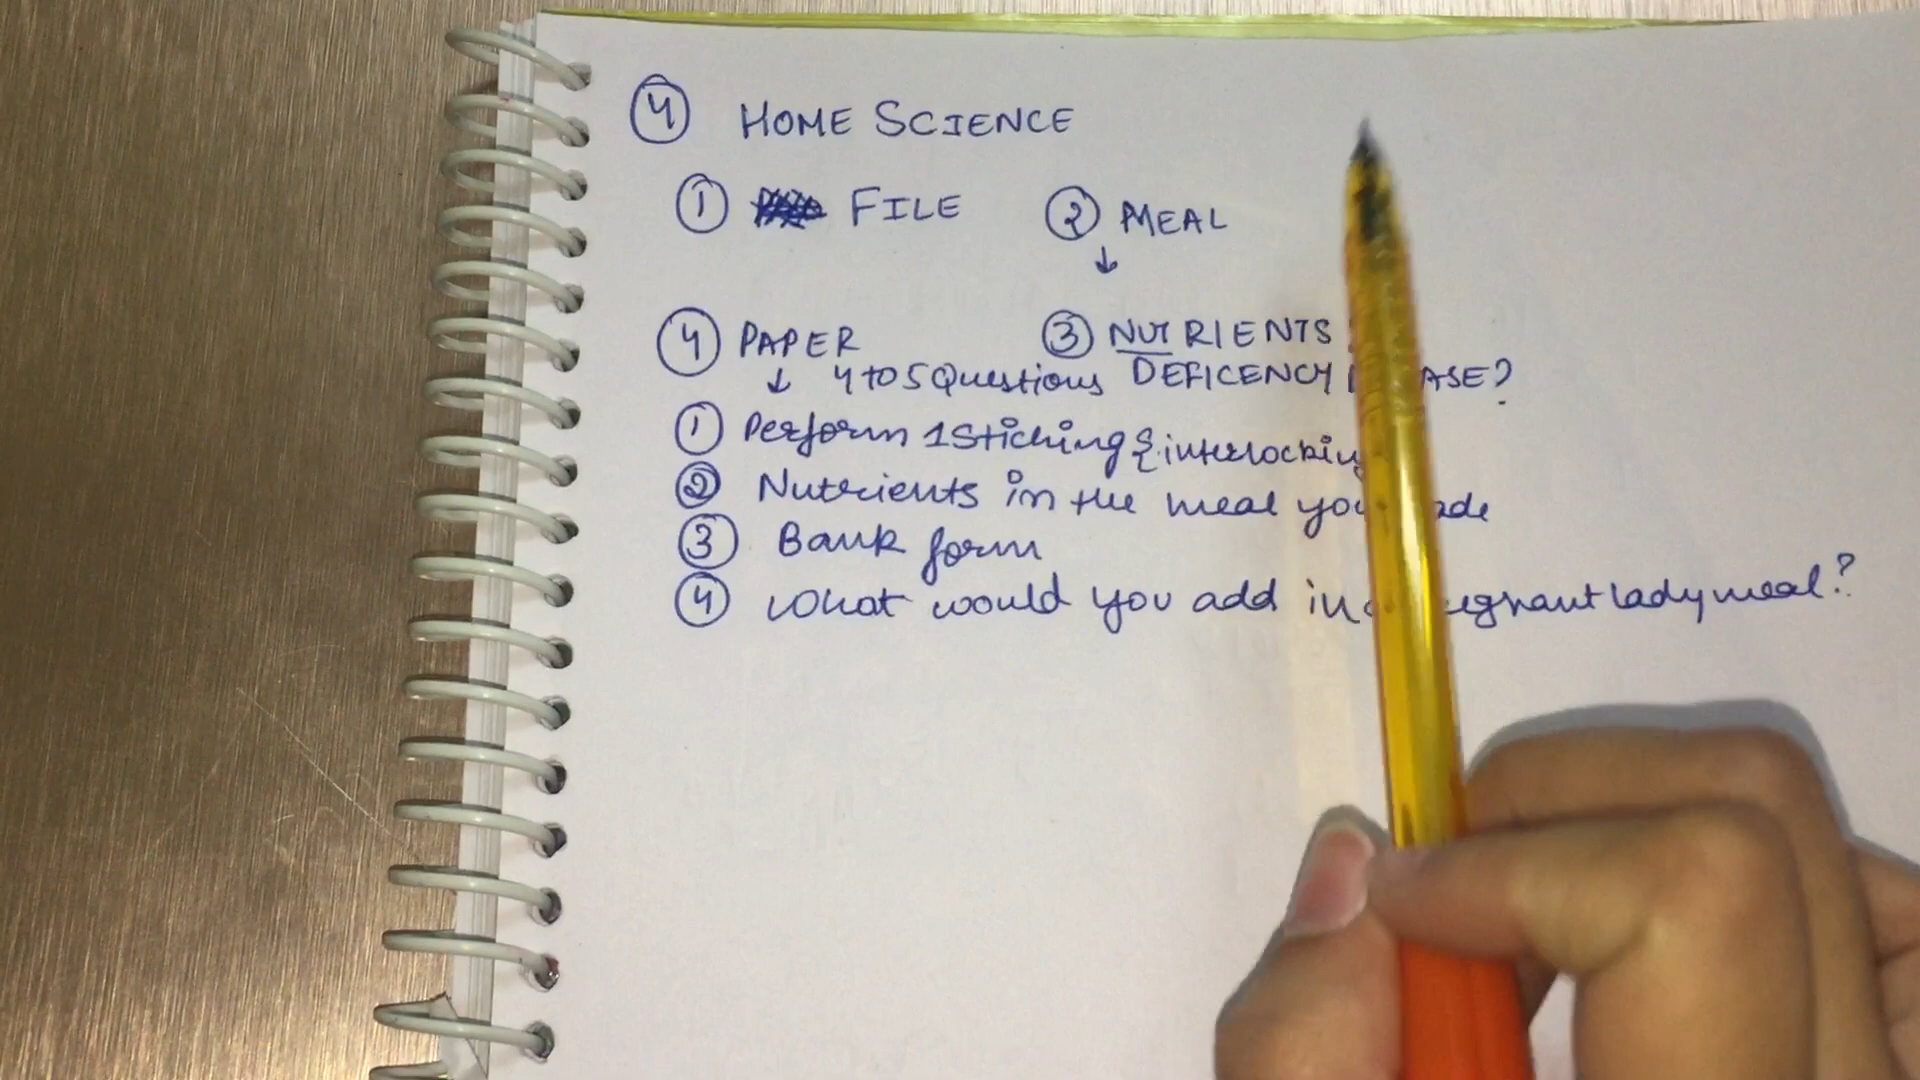 4 HOME SCIENCE
1 FILE 2 MEAL
↓
4 PAPER 3 NUTRIENTS
↓ 4 to 5 Questions DEFICENCY
1 Perform 1 Stiching & interlocking
2 Nutrients in the meal you
3 Bank form
4 What would you add in lady meal?